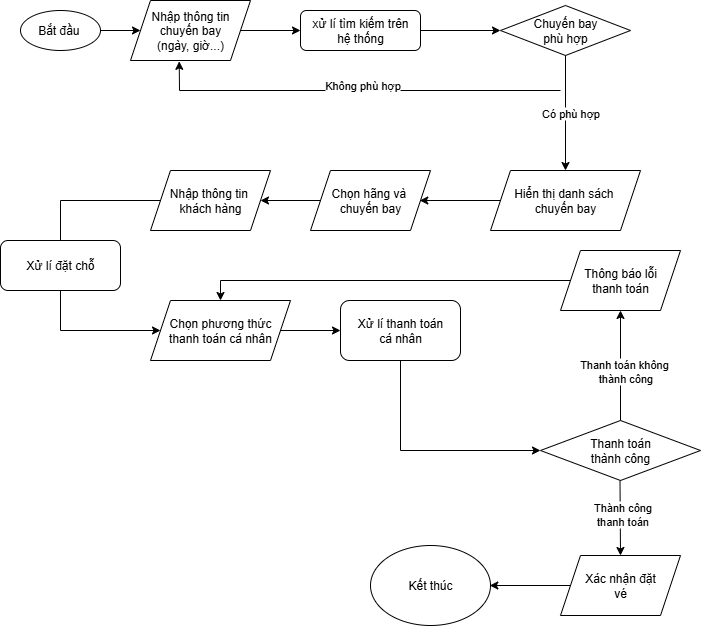 Bắt đầu
Nhập thông tin
chuyến bay
(ngày, giờ...)
xử lí tìm kiếm trên
hệ thống
Chuyến bay
phù hợp
Không phù hợp
Có phù hợp
Nhập thông tin
khách hàng
Chọn hãng và
chuyến bay
Hiển thị danh sách
chuyến bay
Xử lí đặt chỗ
Thông báo lỗi
thanh toán
Chọn phương thức
thanh toán cá nhân
Xử lí thanh toán
cá nhân
Thanh toán không
thành công
Thanh toán
thành công
Thành công
thanh toán
Kết thúc
Xác nhận đặt
vé